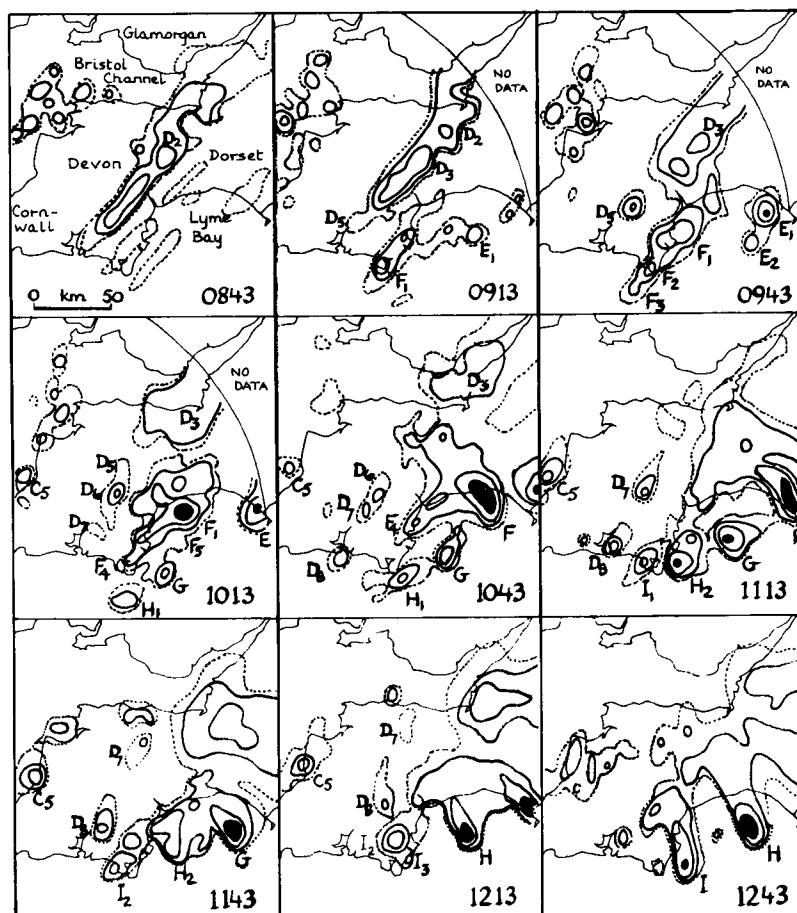 Glamorgan
Bristol
Channel
D2
Devon
Dorset
Corn-
wall
Lyme
Bay
0 km 50
0843
NO
DATA
D2
D3
D5
E1
F1
0913
NO
DATA
D3
D5
E1
F1
E2
F2
F3
0943
NO
DATA
D3
D5
C5
D6
D7
F1
E
F5
F4
G
H1
1013
D3
C5
D6
D7
F
D8
G
H1
1043
C5
D7
F
D8
G
I1
H2
1113
D7
C5
D8
G
H2
I2
1143
D7
C5
D8
I2
H
I3
1213
H
I
1243